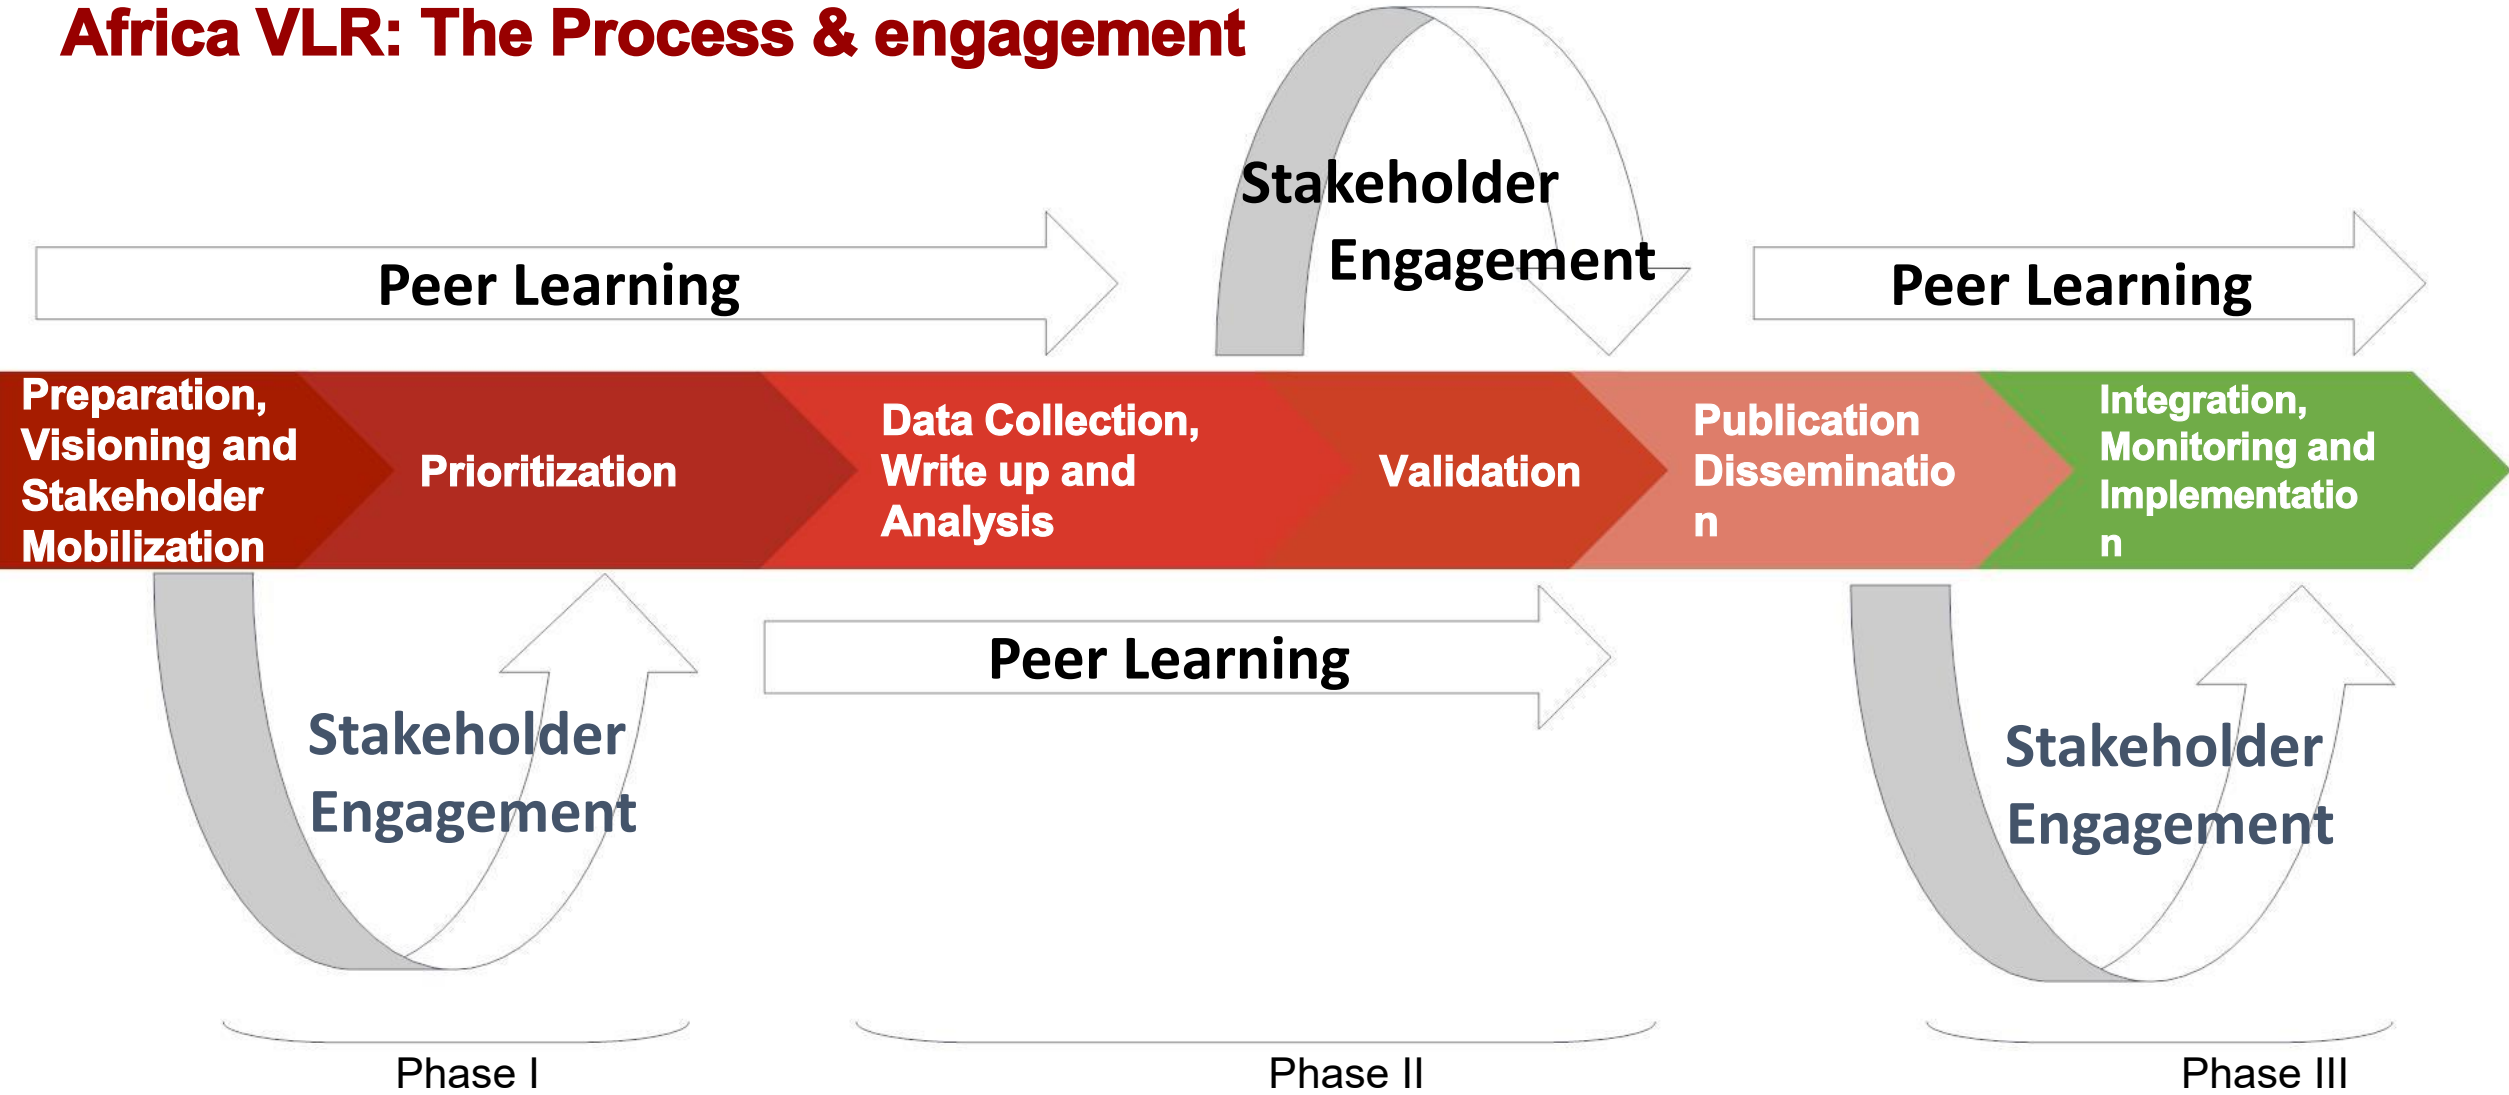 Africa VLR: The Process & engagement
Stakeholder
Engagement
Peer Learning
Peer Learning
Preparation,
Visioning and
Stakeholder
Mobilization
Prioritization
Data Collection,
Write up and
Analysis
Validation
Publication
Disseminatio
n
Integration,
Monitoring and
Implementatio
n
Peer Learning
Stakeholder
Engagement
Stakeholder
Engagement
Phase I
Phase II
Phase III